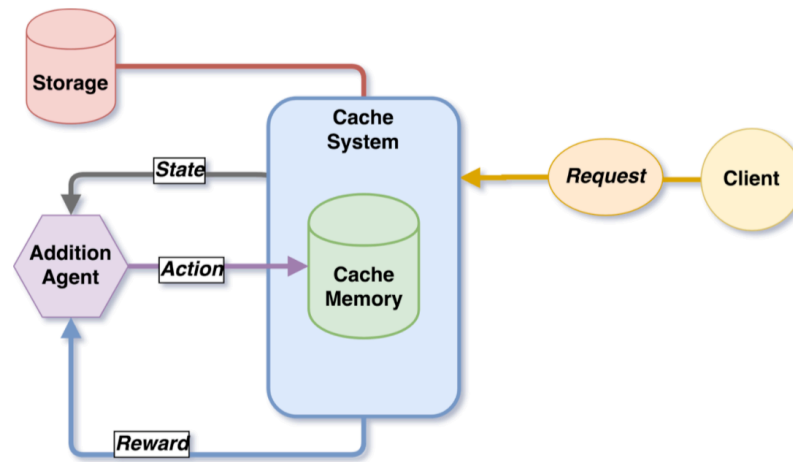 Storage
Cache
System
State
Request
Client
Addition
Agent
Action
Cache
Memory
Reward